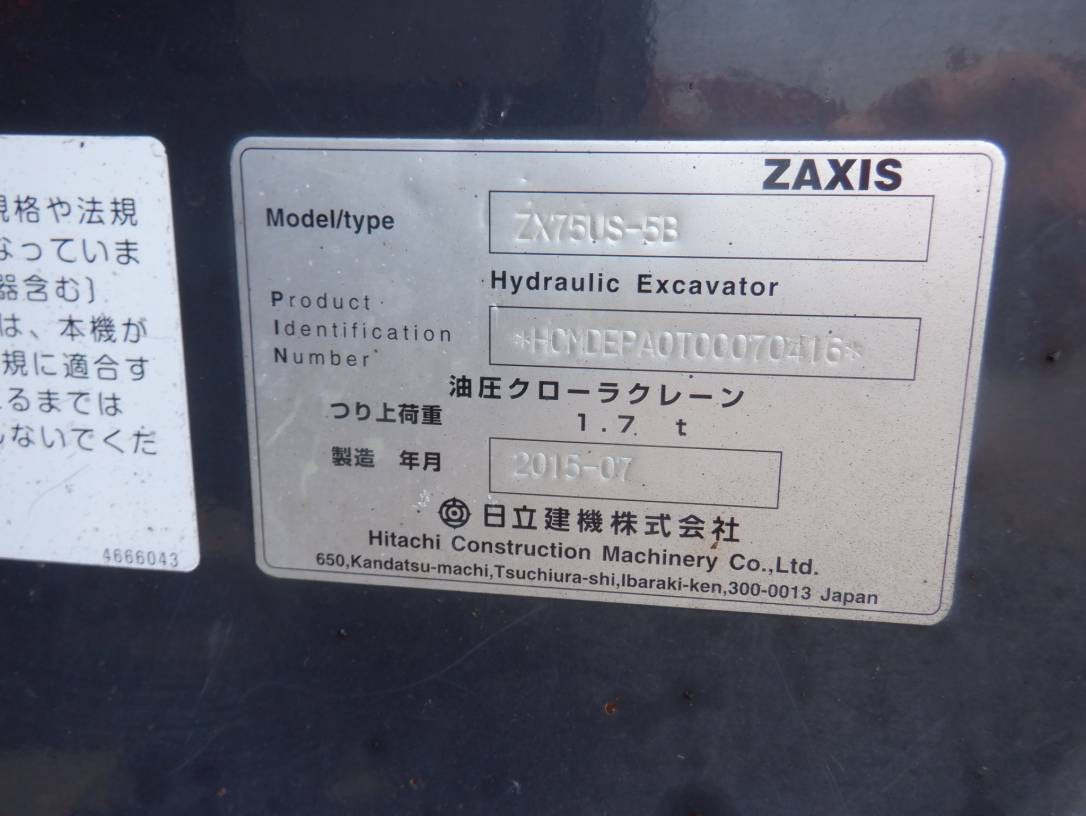 規格や法規
なっていま
器含む〕
は、本機が
規に適合す
るまでは
しないでくだ
4666043
ZAXIS
Model/type
ZX75US-5B
Hydraulic Excavator
Product
Identification
Number
*HCMDEPA0T00070416*
油圧クローラクレーン
つり上荷重
1.7 t
製造 年月
2015-07
日立建機株式会社
Hitachi Construction Machinery Co.,Ltd.
650,Kandatsu-machi,Tsuchiura-shi,Ibaraki-ken,300-0013 Japan